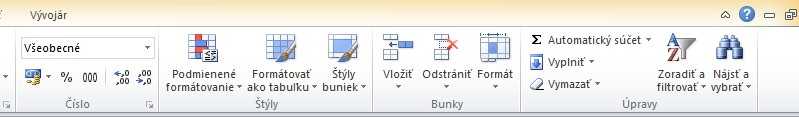 Vývojár
Všeobecné
% 000 ,00 ,00
Číslo
Podmienené
formátovanie
Formátovať
ako tabuľku
Štýly
buniek
Štýly
Vložiť
Odstrániť
Formát
Bunky
Σ Automatický súčet
Vyplniť
Vymazať
Zoradiť a
filtrovať
Nájsť a
vybrať
Úpravy